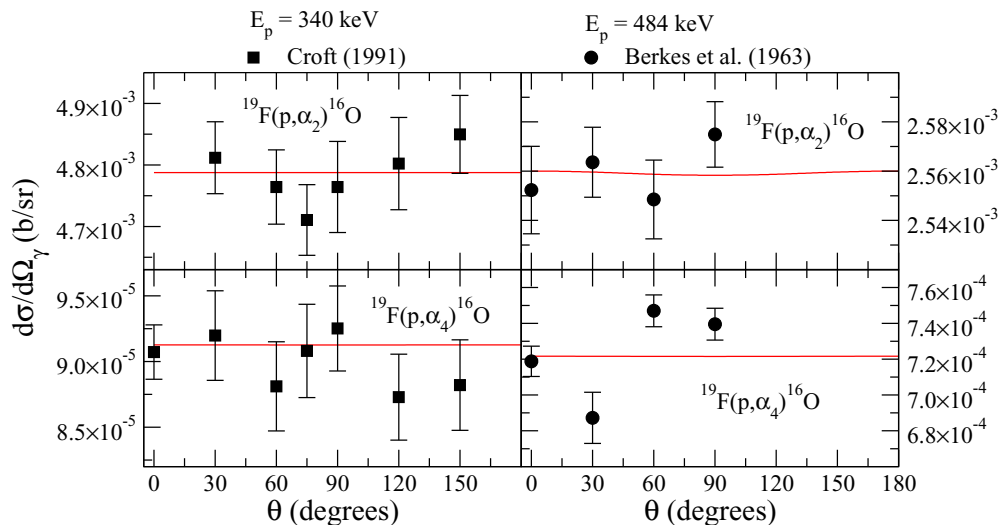 E_p = 340 keV
E_p = 484 keV
Croft (1991)
Berkes et al. (1963)
4.9×10⁻³
4.8×10⁻³
4.7×10⁻³
¹⁹F(p,α₂)¹⁶O
¹⁹F(p,α₂)¹⁶O
2.58×10⁻³
2.56×10⁻³
2.54×10⁻³
dσ/dΩ_γ (b/sr)
9.5×10⁻⁵
9.0×10⁻⁵
8.5×10⁻⁵
¹⁹F(p,α₄)¹⁶O
¹⁹F(p,α₄)¹⁶O
7.6×10⁻⁴
7.4×10⁻⁴
7.2×10⁻⁴
7.0×10⁻⁴
6.8×10⁻⁴
0 30 60 90 120 150
0 30 60 90 120 150 180
θ (degrees)
θ (degrees)